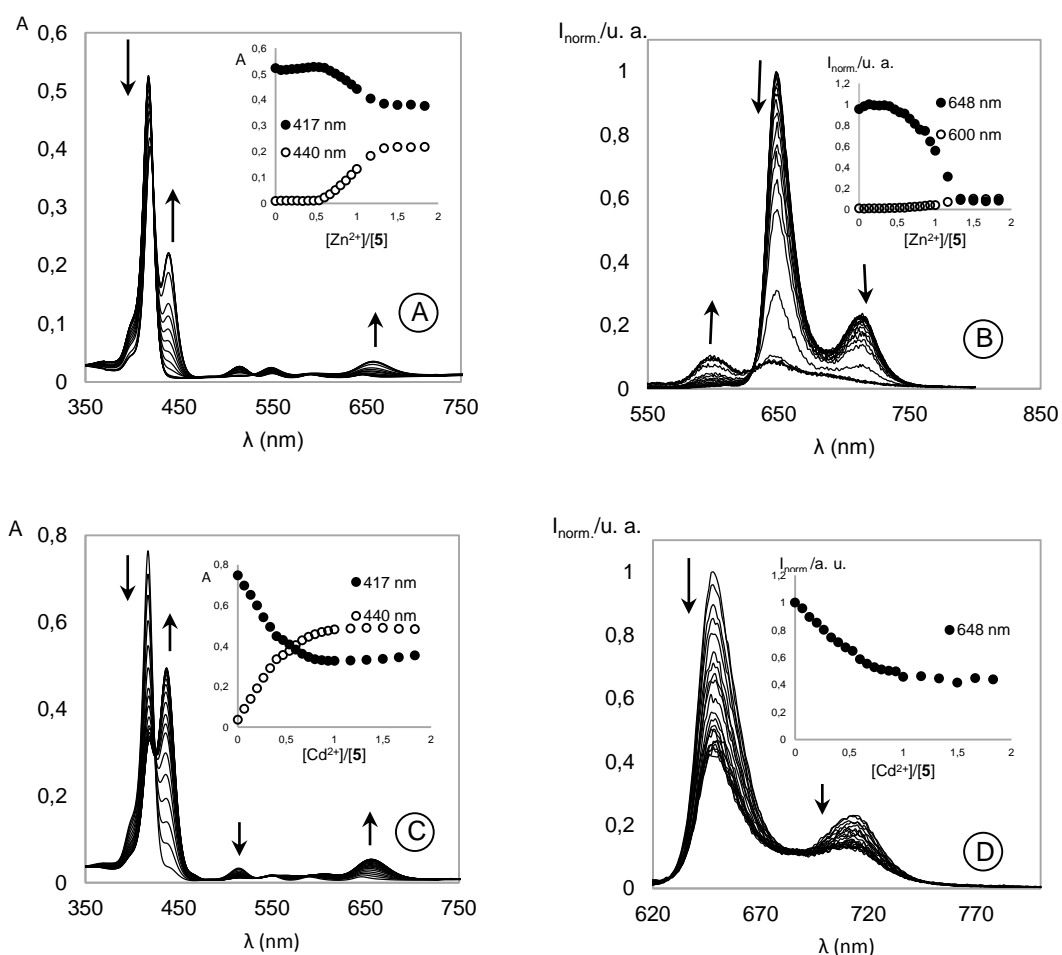 A
0,6
0,5
0,4
0,3
0,2
0,1
0
350 450 550 650 750
λ (nm)
A
0,6
0,5
0,4
0,3
0,2
0,1
0
0 0,5 1 1,5 2
417 nm
440 nm
[Zn²⁺]/[5]
A
I_norm./u. a.
1
0,8
0,6
0,4
0,2
0
550 650 750 850
λ (nm)
I_norm./u. a.
1,2
1
0,8
0,6
0,4
0,2
0
0 1 2
648 nm
600 nm
[Zn²⁺]/[5]
B
A
0,8
0,6
0,4
0,2
0
350 450 550 650 750
λ (nm)
A
0,8
0,6
0,4
0,2
0
0 0,5 1 1,5 2
417 nm
440 nm
[Cd²⁺]/[5]
C
I_norm./u. a.
1
0,8
0,6
0,4
0,2
0
620 670 720 770
λ (nm)
I_norm/a. u.
1,2
1
0,8
0,6
0,4
0,2
0
0 0,5 1 1,5 2
648 nm
[Cd²⁺]/[5]
D